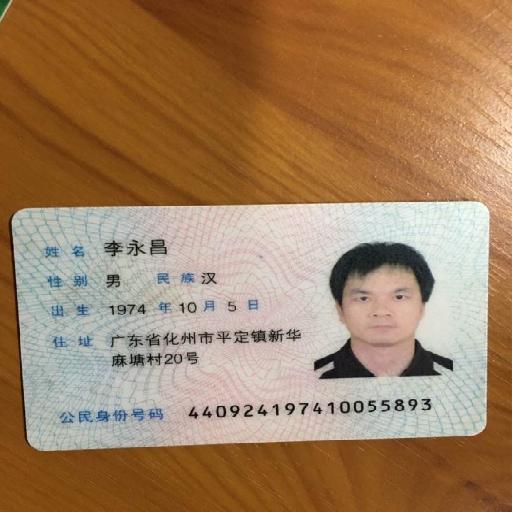 姓名 李永昌
性别 男 民族 汉
出生 1974 年 10 月 5 日
住址 广东省化州市平定镇新华
麻塘村20号
公民身份号码 440924197410055893